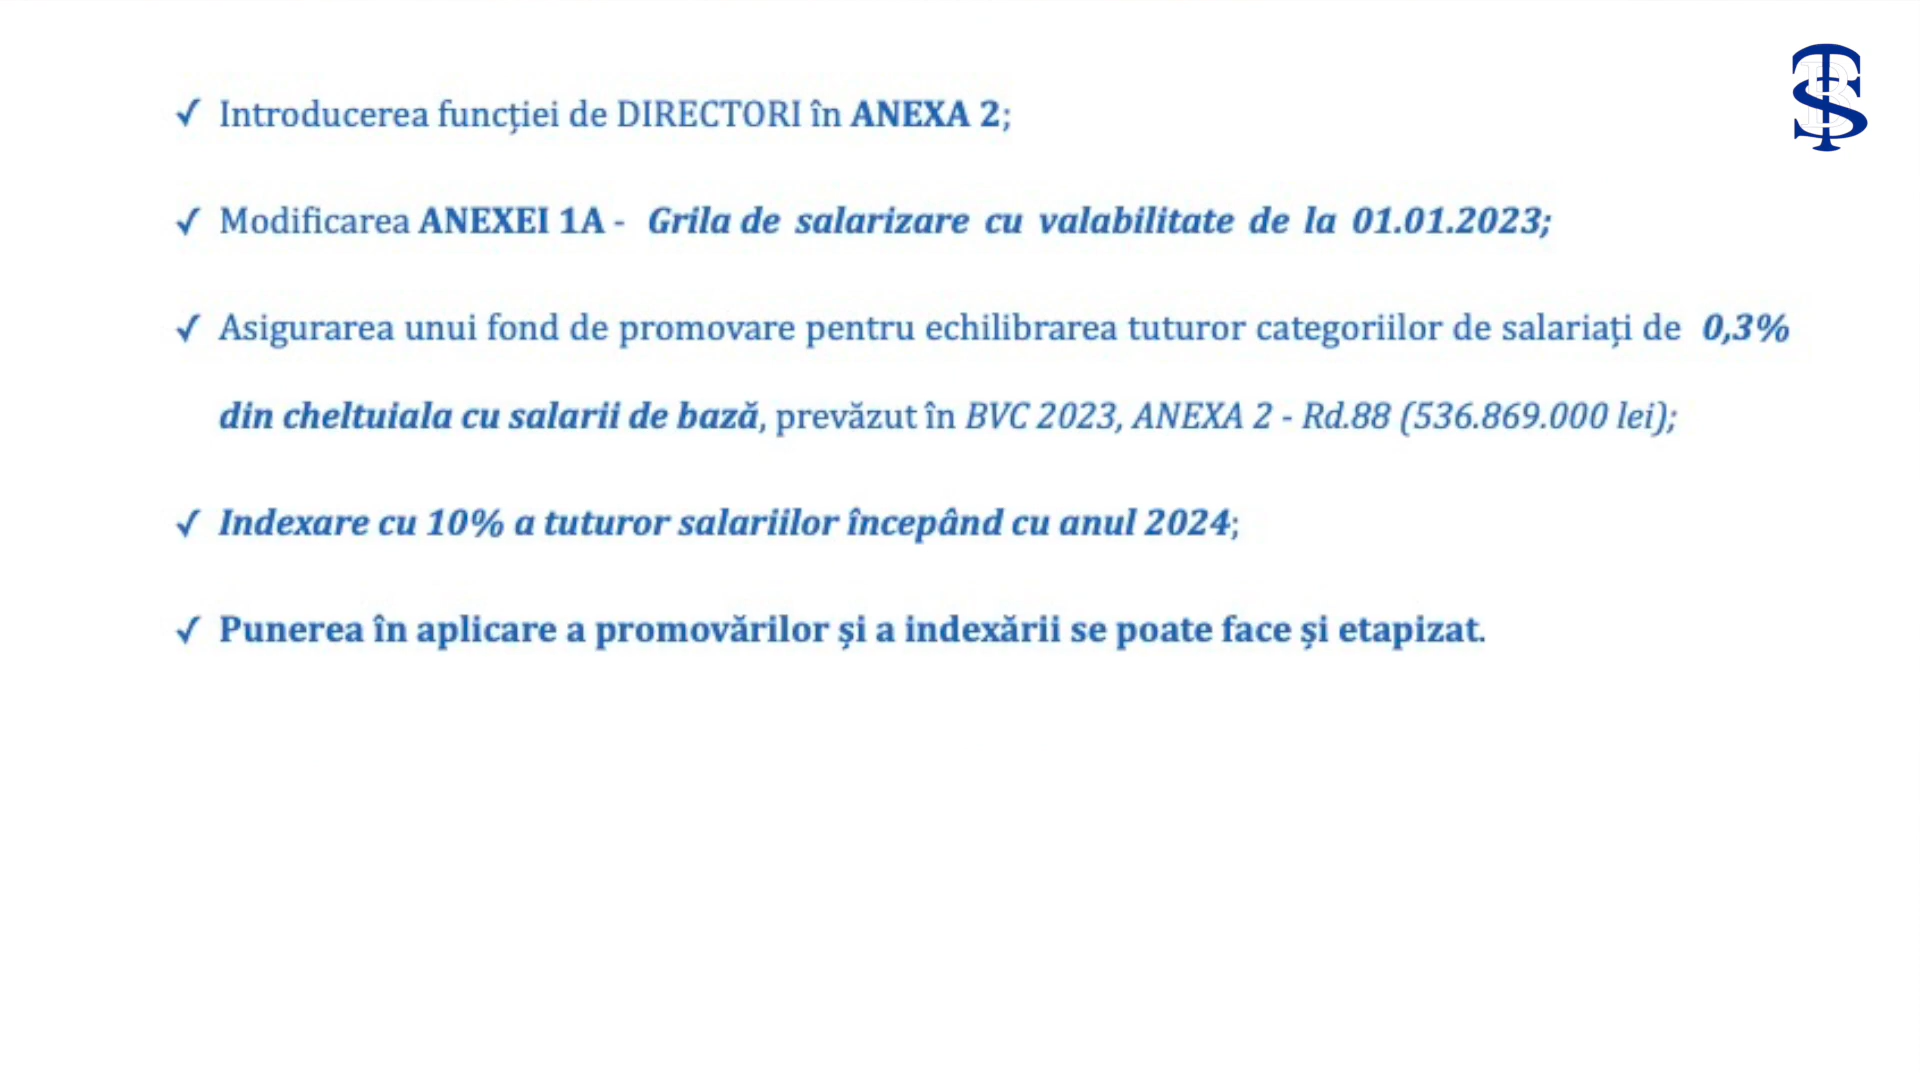 ✓ Introducerea funcției de DIRECTORI în ANEXA 2;
✓ Modificarea ANEXEI 1A - Grila de salarizare cu valabilitate de la 01.01.2023;
✓ Asigurarea unui fond de promovare pentru echilibrarea tuturor categoriilor de salariați de 0,3%
din cheltuiala cu salarii de bază, prevăzut în BVC 2023, ANEXA 2 - Rd.88 (536.869.000 lei);
✓ Indexare cu 10% a tuturor salariilor începând cu anul 2024;
✓ Punerea în aplicare a promovărilor și a indexării se poate face și etapizat.